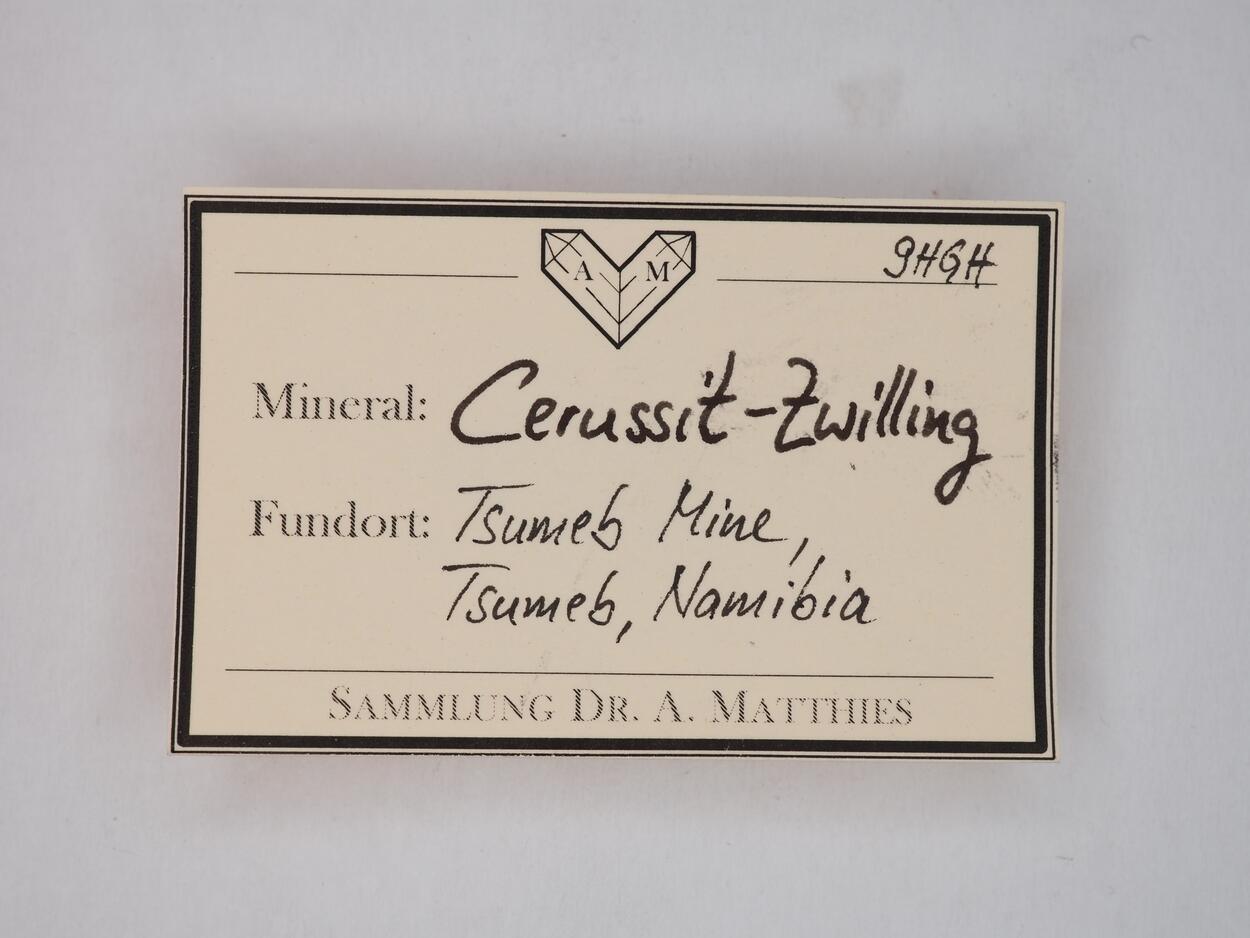 A M
9HGH
Mineral: Cerussit-Zwilling
Fundort: Tsumeb Mine,
Tsumeb, Namibia
SAMMLUNG DR. A. MATTHIES